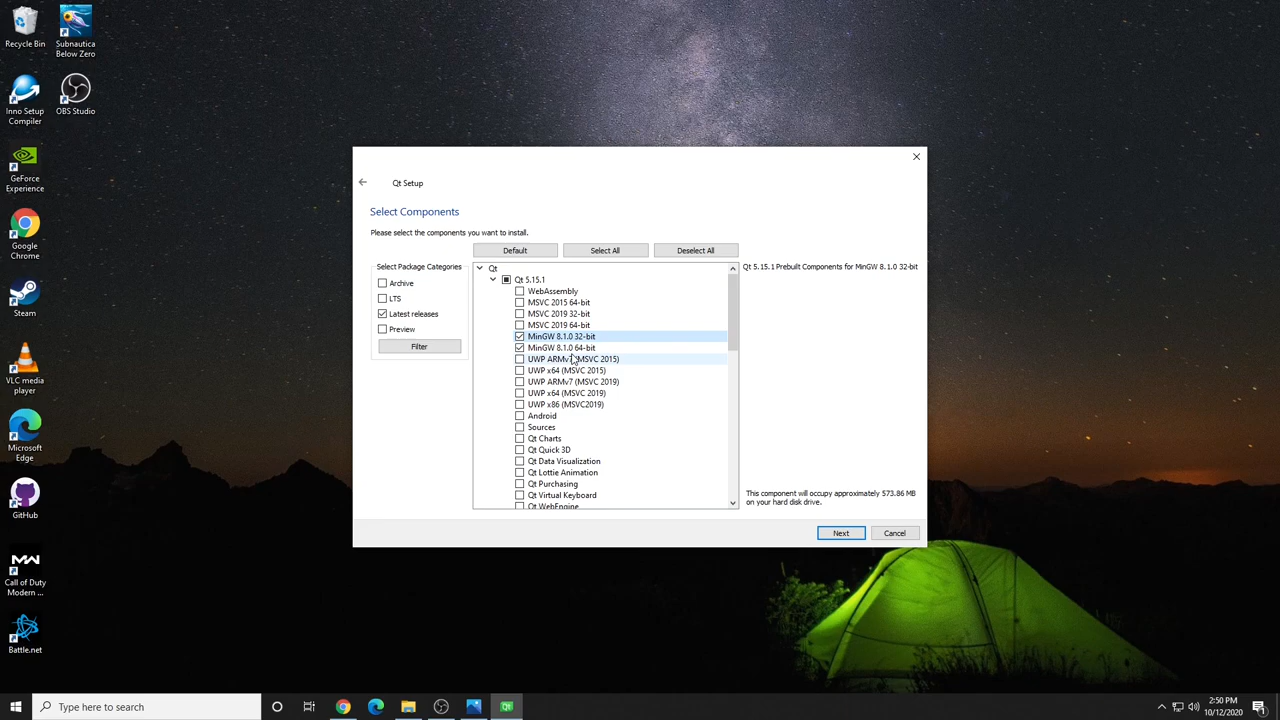 Recycle Bin
Subnautica
Below Zero
Inno Setup
Compiler
OBS Studio
GeForce
Experience
Google
Chrome
Steam
VLC media
player
Microsoft
Edge
GitHub
Call of Duty
Modern ...
Battle.net
Qt Setup
Select Components
Please select the components you want to install.
Default
Select All
Deselect All
Select Package Categories
Archive
LTS
Latest releases
Preview
Filter
Qt
Qt 5.15.1
WebAssembly
MSVC 2015 64-bit
MSVC 2019 32-bit
MSVC 2019 64-bit
MinGW 8.1.0 32-bit
MinGW 8.1.0 64-bit
UWP ARMv7 (MSVC 2015)
UWP x64 (MSVC 2015)
UWP ARMv7 (MSVC 2019)
UWP x64 (MSVC 2019)
UWP x86 (MSVC2019)
Android
Sources
Qt Charts
Qt Quick 3D
Qt Data Visualization
Qt Lottie Animation
Qt Purchasing
Qt Virtual Keyboard
Qt WebEngine
Qt 5.15.1 Prebuilt Components for MinGW 8.1.0 32-bit
This component will occupy approximately 573.86 MB
on your hard disk drive.
Next
Cancel
Type here to search
2:50 PM
10/12/2020